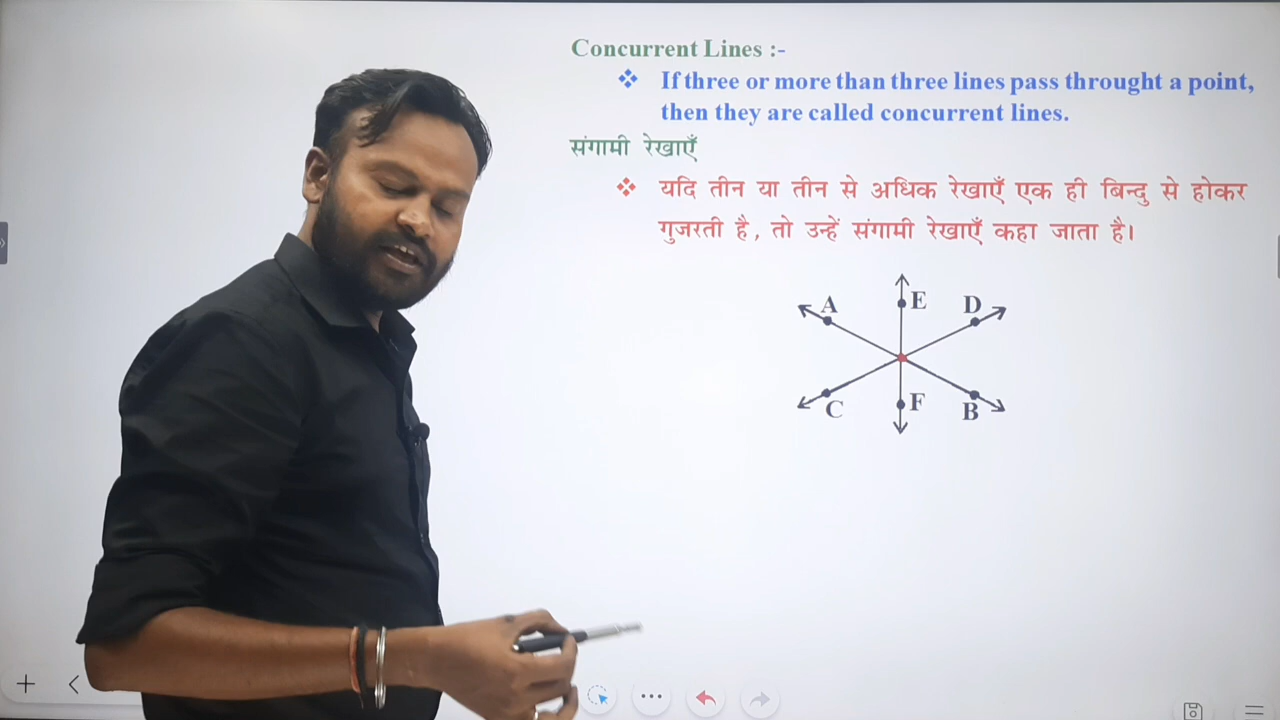 Concurrent Lines :-
❖ If three or more than three lines pass throught a point,
then they are called concurrent lines.
संगामी रेखाएँ
❖ यदि तीन या तीन से अधिक रेखाएँ एक ही बिन्दु से होकर
गुजरती है, तो उन्हें संगामी रेखाएँ कहा जाता है।
A E D
C F B